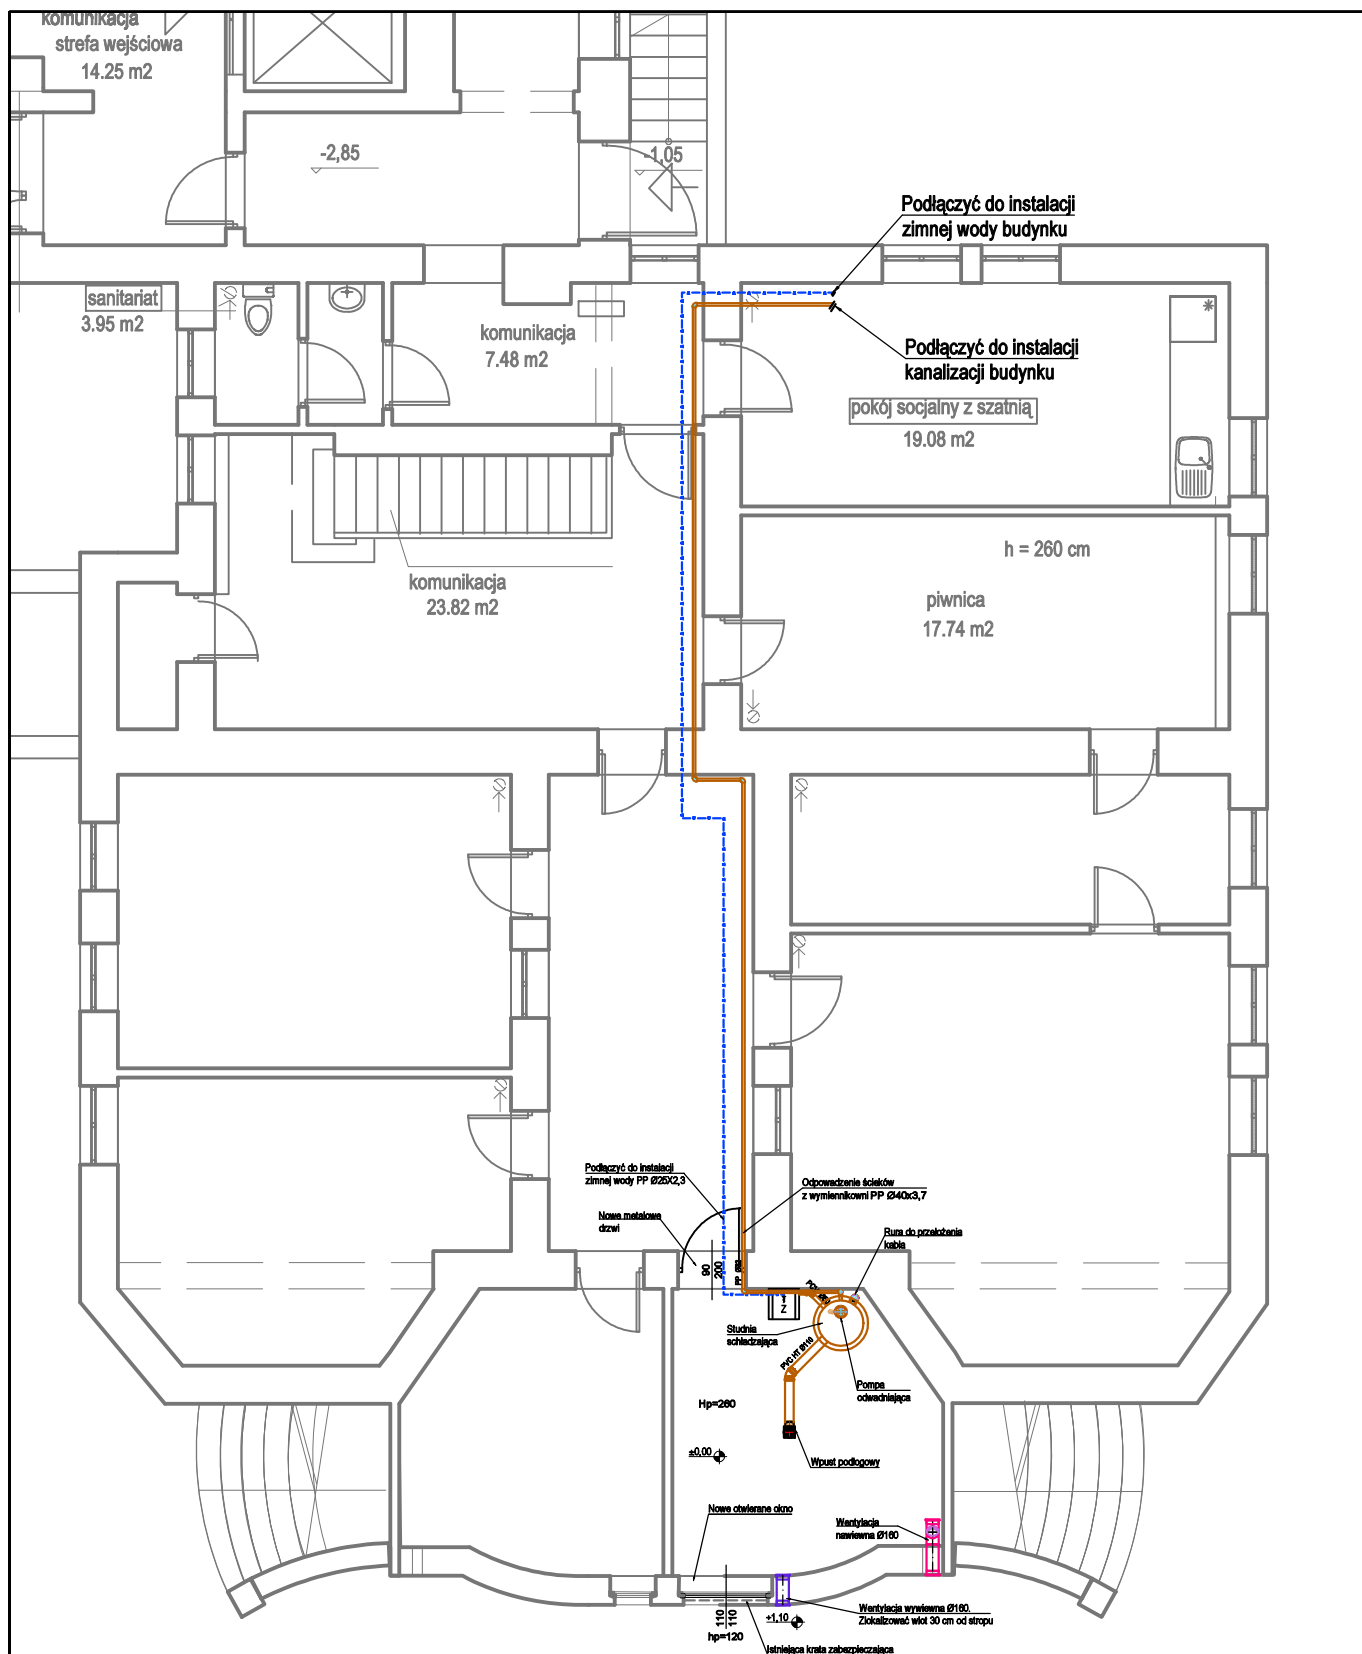 komunikacja
strefa wejściowa
14.25 m2
-2,85
-1,05
Podłączyć do instalacji
zimnej wody budynku
sanitariat
3.95 m2
komunikacja
7.48 m2
Podłączyć do instalacji
kanalizacji budynku
pokój socjalny z szatnią
19.08 m2
h = 260 cm
komunikacja
23.82 m2
piwnica
17.74 m2
Podłączyć do instalacji
zimnej wody PP Ø25X2,3
Odpowadzenie ścieków
z wymiennikowni PP Ø40x3,7
Nowe metalowe
drzwi
Rura do przełożenia
kabla
90
200
Z
Studnia
schładzająca
PVC HT Ø110
Pompa
odwadniająca
Hp=260
±0,00
Wpust podłogowy
Nowe otwierane okno
Wentylacja
nawiewna Ø160
Wentylacja wywiewna Ø160.
Zlokalizować wlot 30 cm od stropu
110
110
+1,10
hp=120
Istniejąca krata zabezpieczająca